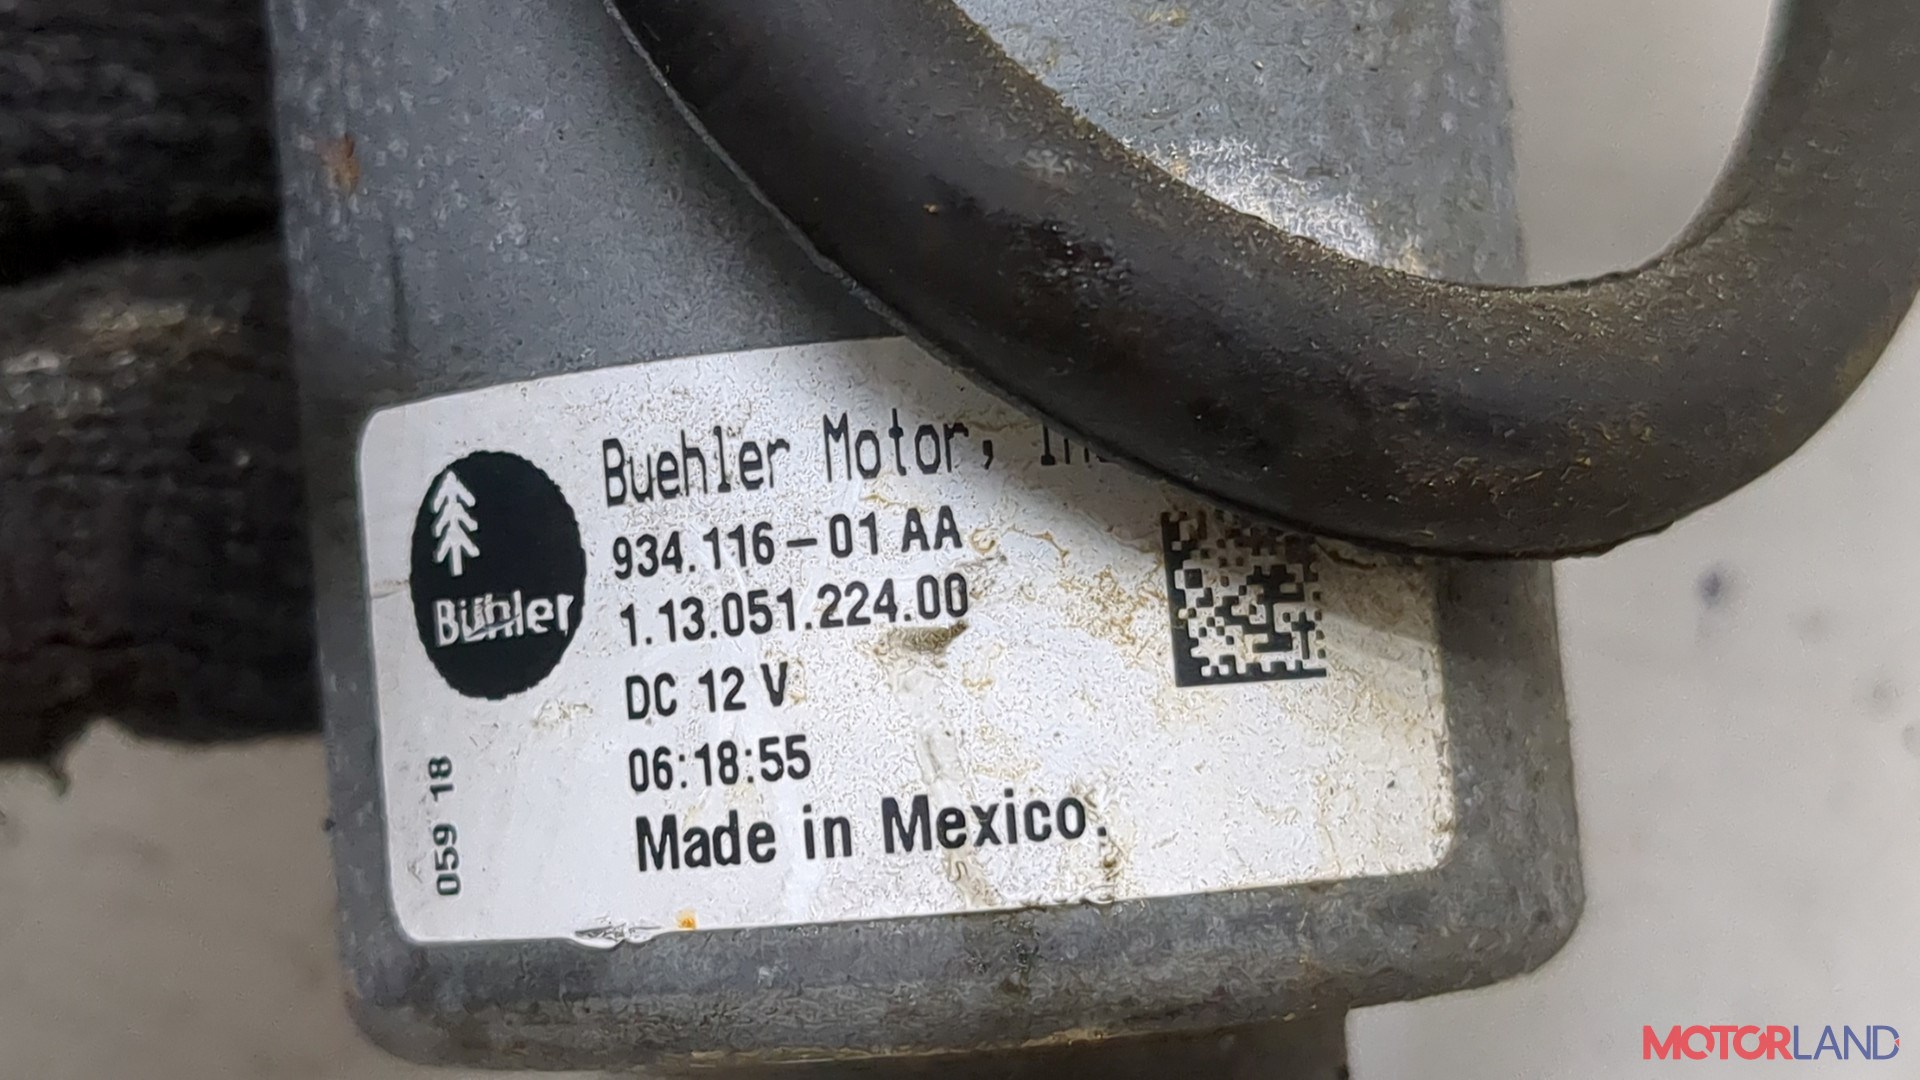 Buehler Motor,
934.116-01 AA
1.13.051.224.00
DC 12 V
06:18:55
Made in Mexico.
Bühler
059 18
MOTORLAND